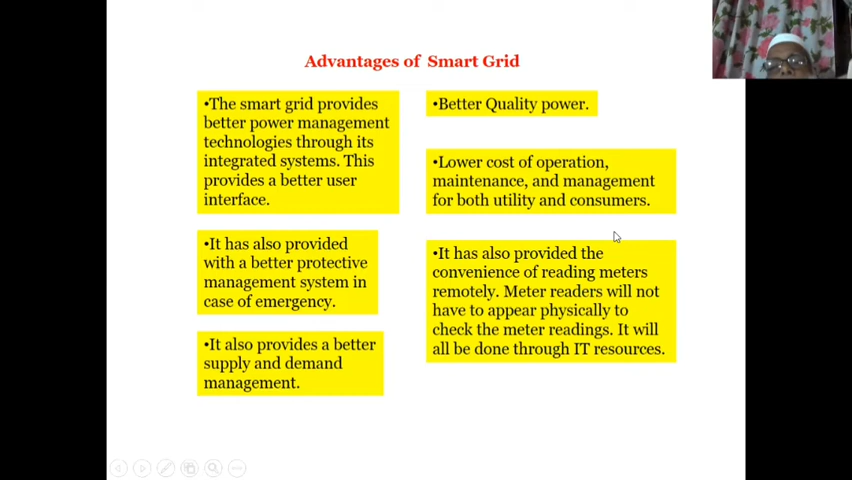 Advantages of Smart Grid
•The smart grid provides
better power management
technologies through its
integrated systems. This
provides a better user
interface.
•It has also provided
with a better protective
management system in
case of emergency.
•It also provides a better
supply and demand
management.
•Better Quality power.
•Lower cost of operation,
maintenance, and management
for both utility and consumers.
•It has also provided the
convenience of reading meters
remotely. Meter readers will not
have to appear physically to
check the meter readings. It will
all be done through IT resources.